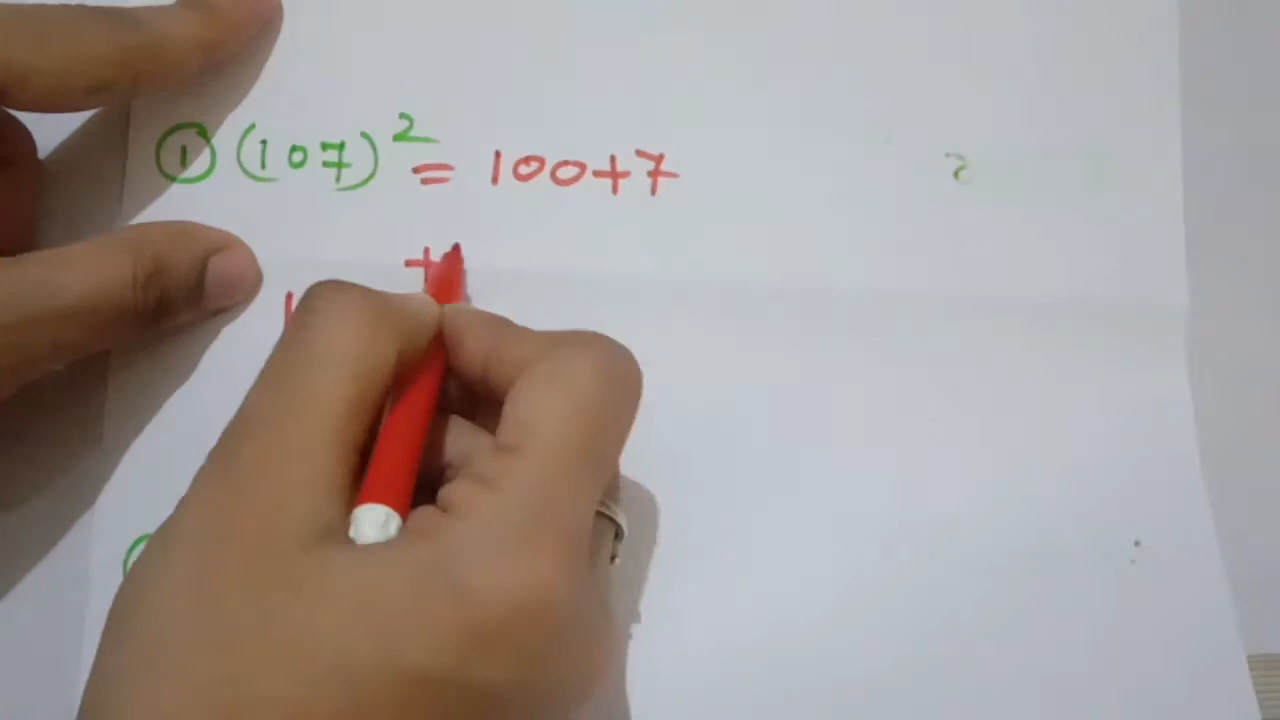 ① (107)² = 100+7
+